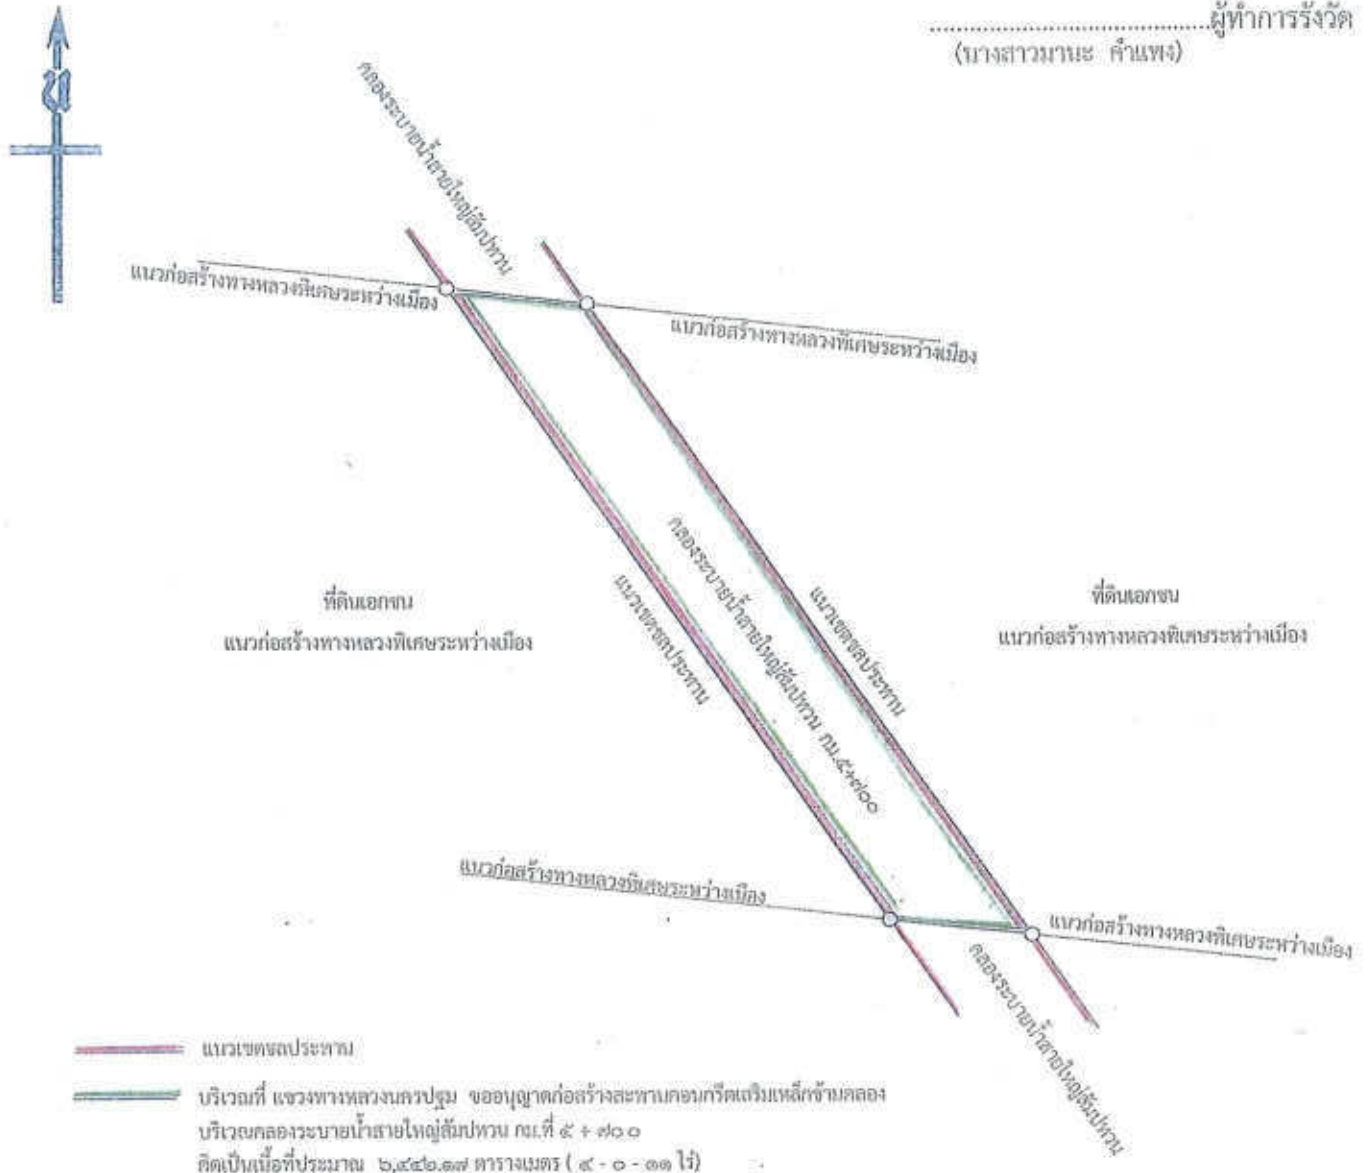 ผู้ทำการรังวัด
(นางสาวมานะ คำแพง)
น
คลองระบายน้ำสายใหญ่สัมปทวน
แนวก่อสร้างทางหลวงพิเศษระหว่างเมือง
แนวก่อสร้างทางหลวงพิเศษระหว่างเมือง
ที่ดินเอกชน
แนวก่อสร้างทางหลวงพิเศษระหว่างเมือง
แนวเขตชลประทาน
คลองระบายน้ำสายใหญ่สัมปทวน กม.๕+๗๐๐
แนวเขตชลประทาน
ที่ดินเอกชน
แนวก่อสร้างทางหลวงพิเศษระหว่างเมือง
แนวก่อสร้างทางหลวงพิเศษระหว่างเมือง
แนวก่อสร้างทางหลวงพิเศษระหว่างเมือง
คลองระบายน้ำสายใหญ่สัมปทวน
แนวเขตชลประทาน
บริเวณที่ แขวงทางหลวงนครปฐม ขออนุญาตก่อสร้างสะพานคอนกรีตเสริมเหล็กข้ามคลอง
บริเวณคลองระบายน้ำสายใหญ่สัมปทวน กม.ที่ ๕ + ๗๐๐
คิดเป็นเนื้อที่ประมาณ ๖,๔๔๒.๑๗ ตารางเมตร ( ๔ - ๐ - ๑๑ ไร่)